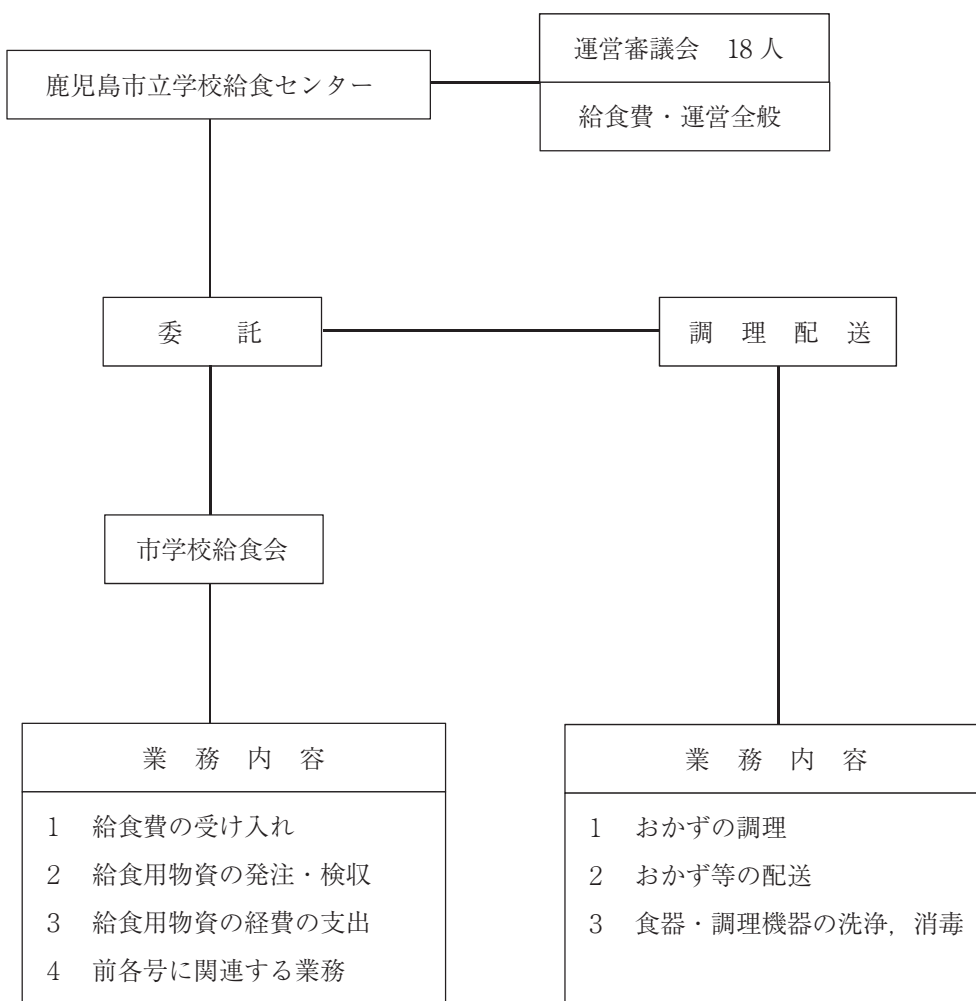 運営審議会　18 人
鹿児島市立学校給食センター
給食費・運営全般
委　託
調　理　配　送
市学校給食会
業　務　内　容
1　給食費の受け入れ
2　給食用物資の発注・検収
3　給食用物資の経費の支出
4　前各号に関連する業務
業　務　内　容
1　おかずの調理
2　おかず等の配送
3　食器・調理機器の洗浄，消毒